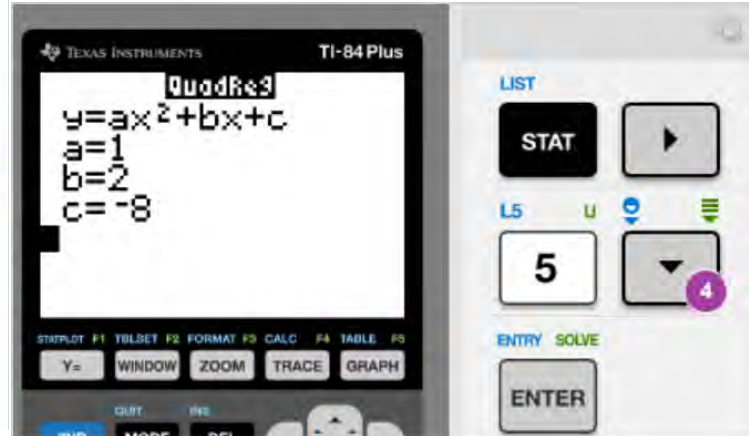 TEXAS INSTRUMENTS TI-84 Plus
QuadReg
y=ax²+bx+c
a=1
b=2
c=⁻8
STATPLOT F1 TBLSET F2 FORMAT F3 CALC F4 TABLE F5
Y= WINDOW ZOOM TRACE GRAPH
QUIT INS
2ND MODE DEL
LIST
STAT
L5 U
5
4
ENTRY SOLVE
ENTER